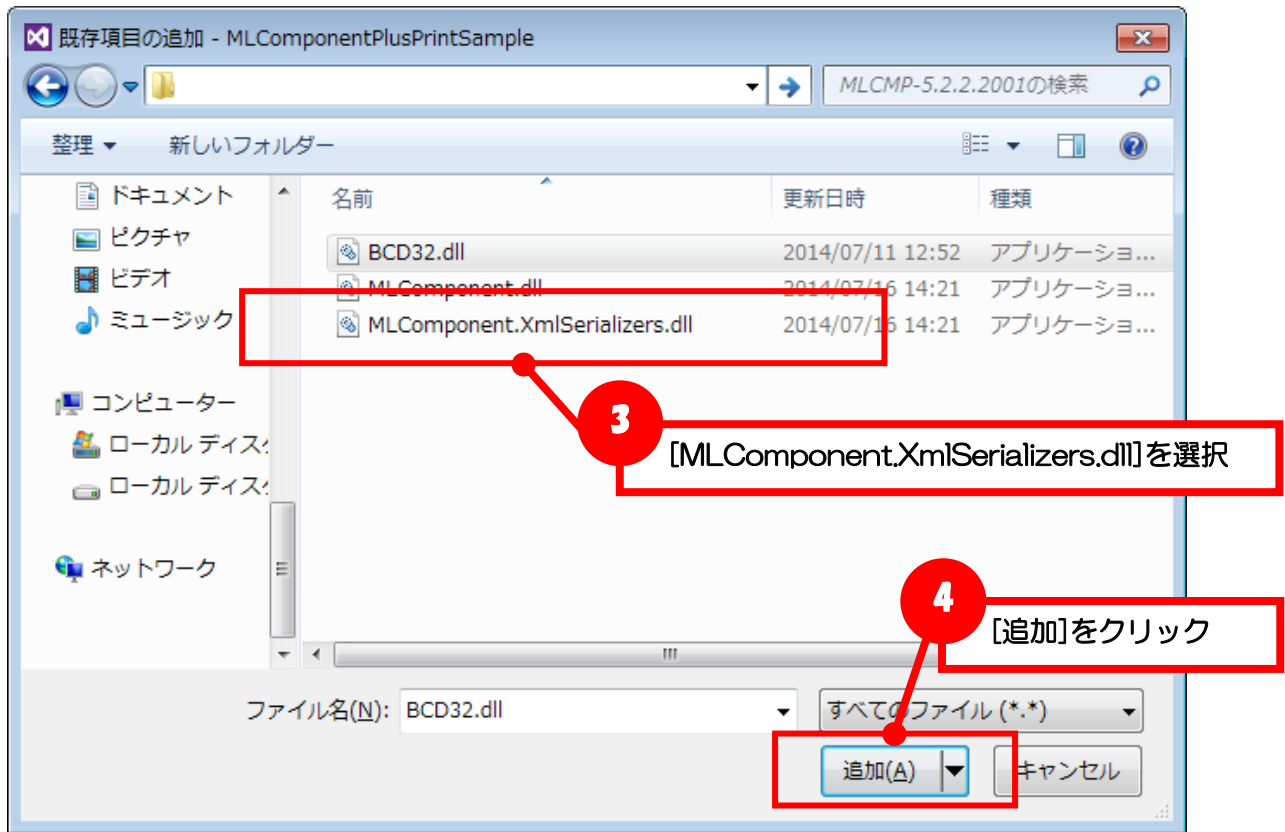 既存項目の追加 - MLComponentPlusPrintSample
MLCMP-5.2.2.2001の検索
整理 新しいフォルダー
名前 更新日時 種類
ドキュメント
ピクチャ
ビデオ
ミュージック
コンピューター
ローカル ディスク
ローカル ディスク
ネットワーク
BCD32.dll 2014/07/11 12:52 アプリケーショ...
MLComponent.dll 2014/07/16 14:21 アプリケーショ...
MLComponent.XmlSerializers.dll 2014/07/16 14:21 アプリケーショ...
3
[MLComponent.XmlSerializers.dll]を選択
4
[追加]をクリック
ファイル名(N): BCD32.dll すべてのファイル (*.*)
追加(A) キャンセル